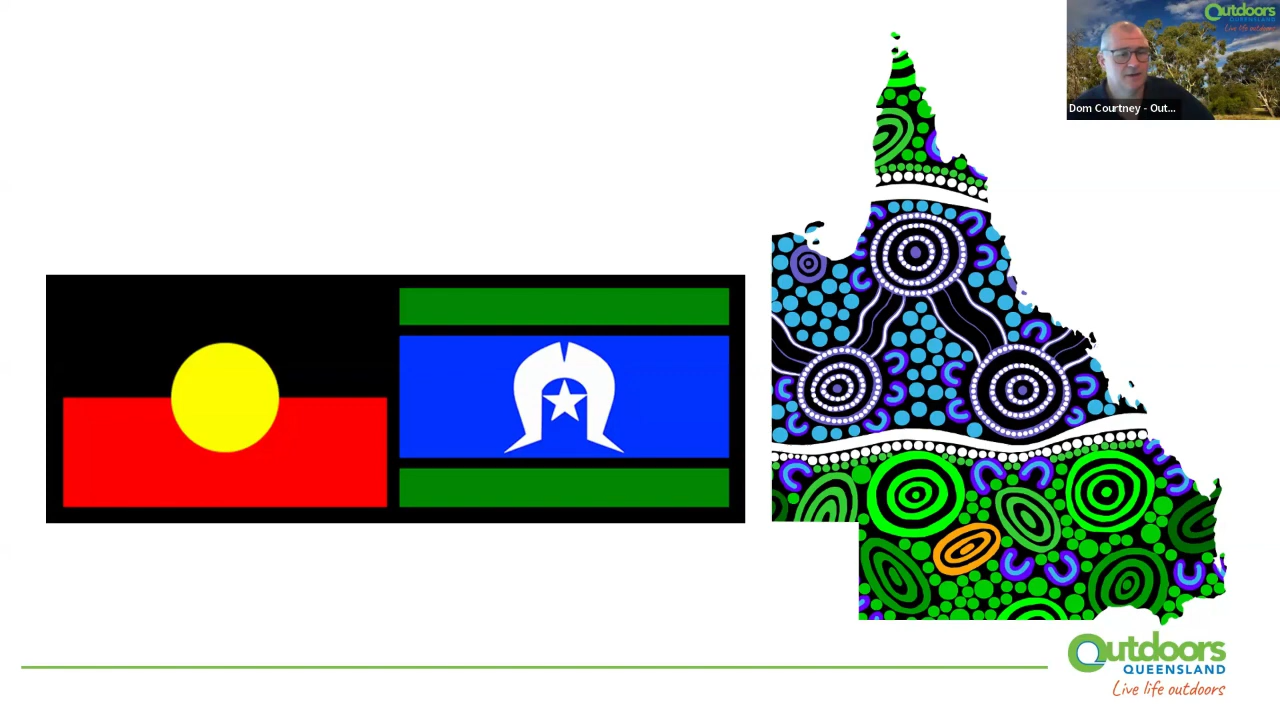 Outdoors
QUEENSLAND
Live life outdoors
Dom Courtney - Out...
Outdoors
QUEENSLAND
Live life outdoors